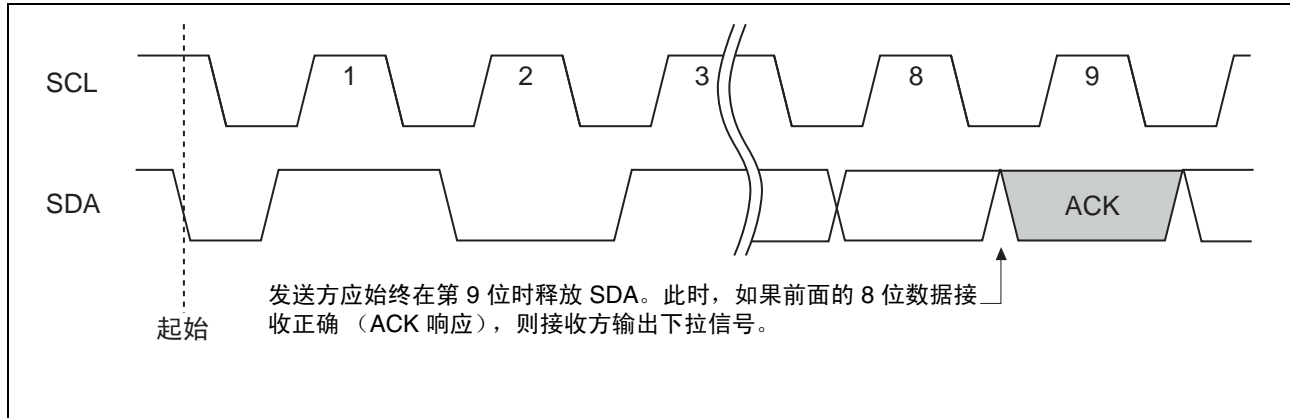 SCL
1
2
3
8
9
SDA
ACK
发送方应始终在第 9 位时释放 SDA。此时，如果前面的 8 位数据接
收正确 （ACK 响应），则接收方输出下拉信号。
起始